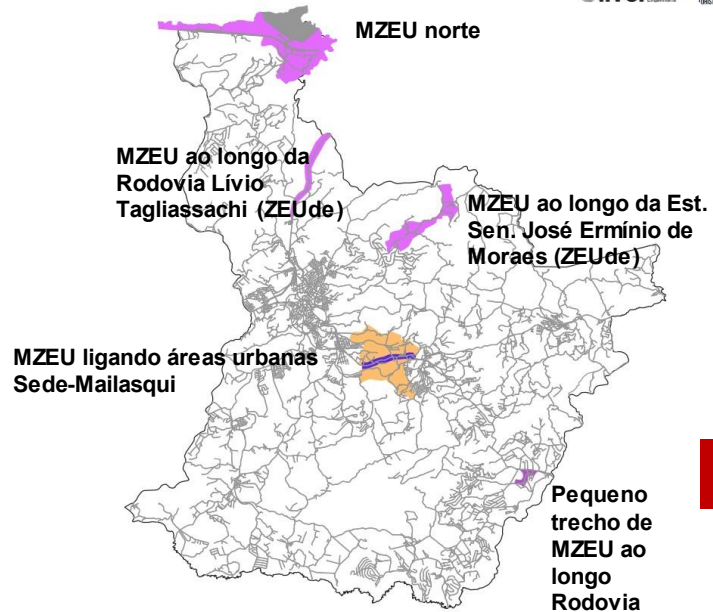 MZEU norte
MZEU ao longo da
Rodovia Lívio
Tagliassachi (ZEUde)
MZEU ao longo da Est.
Sen. José Ermínio de
Moraes (ZEUde)
MZEU ligando áreas urbanas
Sede-Mailasqui
Pequeno
trecho de
MZEU ao
longo
Rodovia